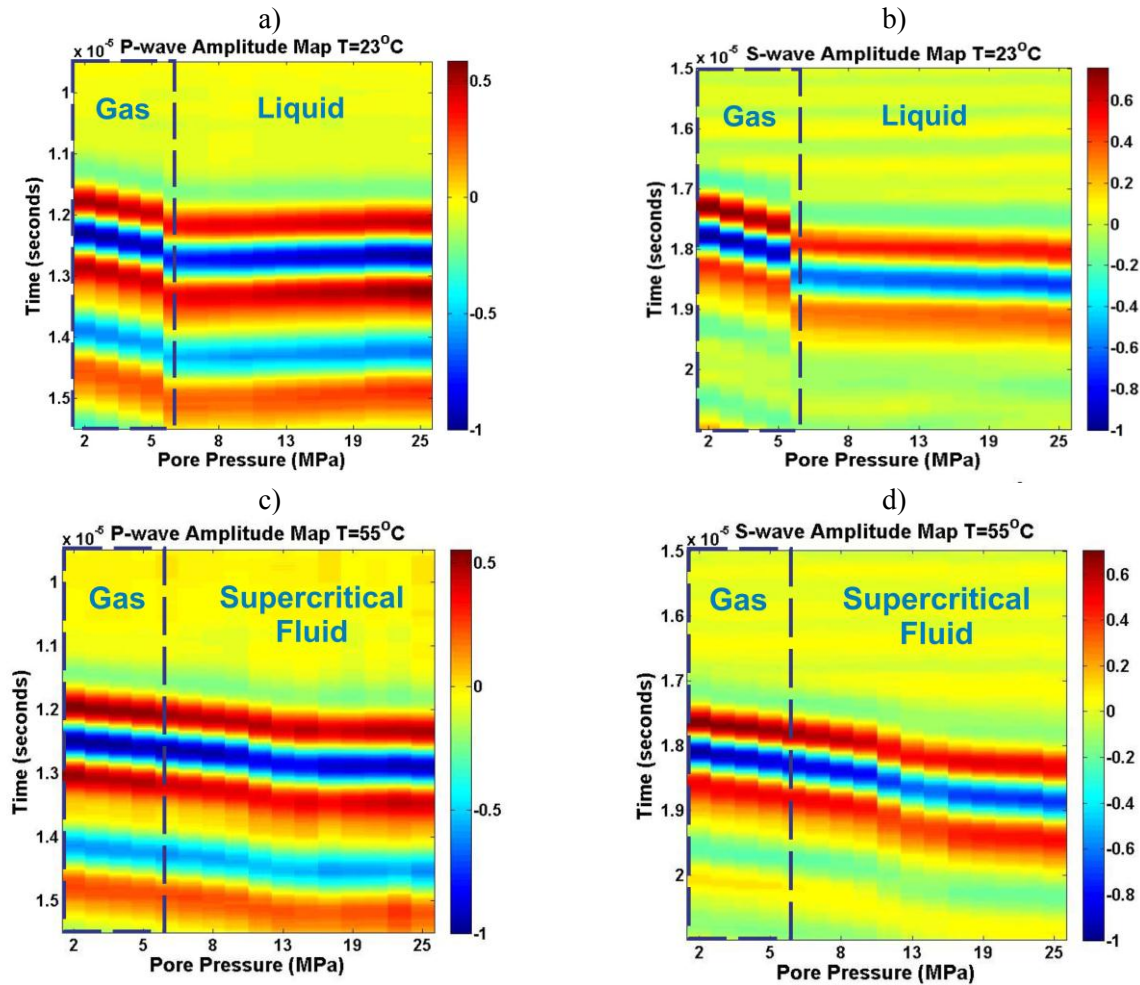 a)
x 10⁻⁵ P-wave Amplitude Map T=23°C
Gas
Liquid
1
1.1
1.2
1.3
1.4
1.5
Time (seconds)
2 5 8 13 19 25
Pore Pressure (MPa)
0.5
0
-0.5
-1
b)
S-wave Amplitude Map T=23°C
x 10⁻⁵
Gas
Liquid
1.5
1.6
1.7
1.8
1.9
2
Time (seconds)
2 5 8 13 19 25
Pore Pressure (MPa)
0.6
0.4
0.2
0
-0.2
-0.4
-0.6
-0.8
-1
c)
x 10⁻⁵ P-wave Amplitude Map T=55°C
Gas
Supercritical
Fluid
1
1.1
1.2
1.3
1.4
1.5
Time (seconds)
2 5 8 13 19 25
Pore Pressure (MPa)
0.5
0
-0.5
-1
d)
x 10⁻⁵ S-wave Amplitude Map T=55°C
Gas
Supercritical
Fluid
1.5
1.6
1.7
1.8
1.9
2
Time (seconds)
2 5 8 13 19 25
Pore Pressure (MPa)
0.6
0.4
0.2
0
-0.2
-0.4
-0.6
-0.8
-1